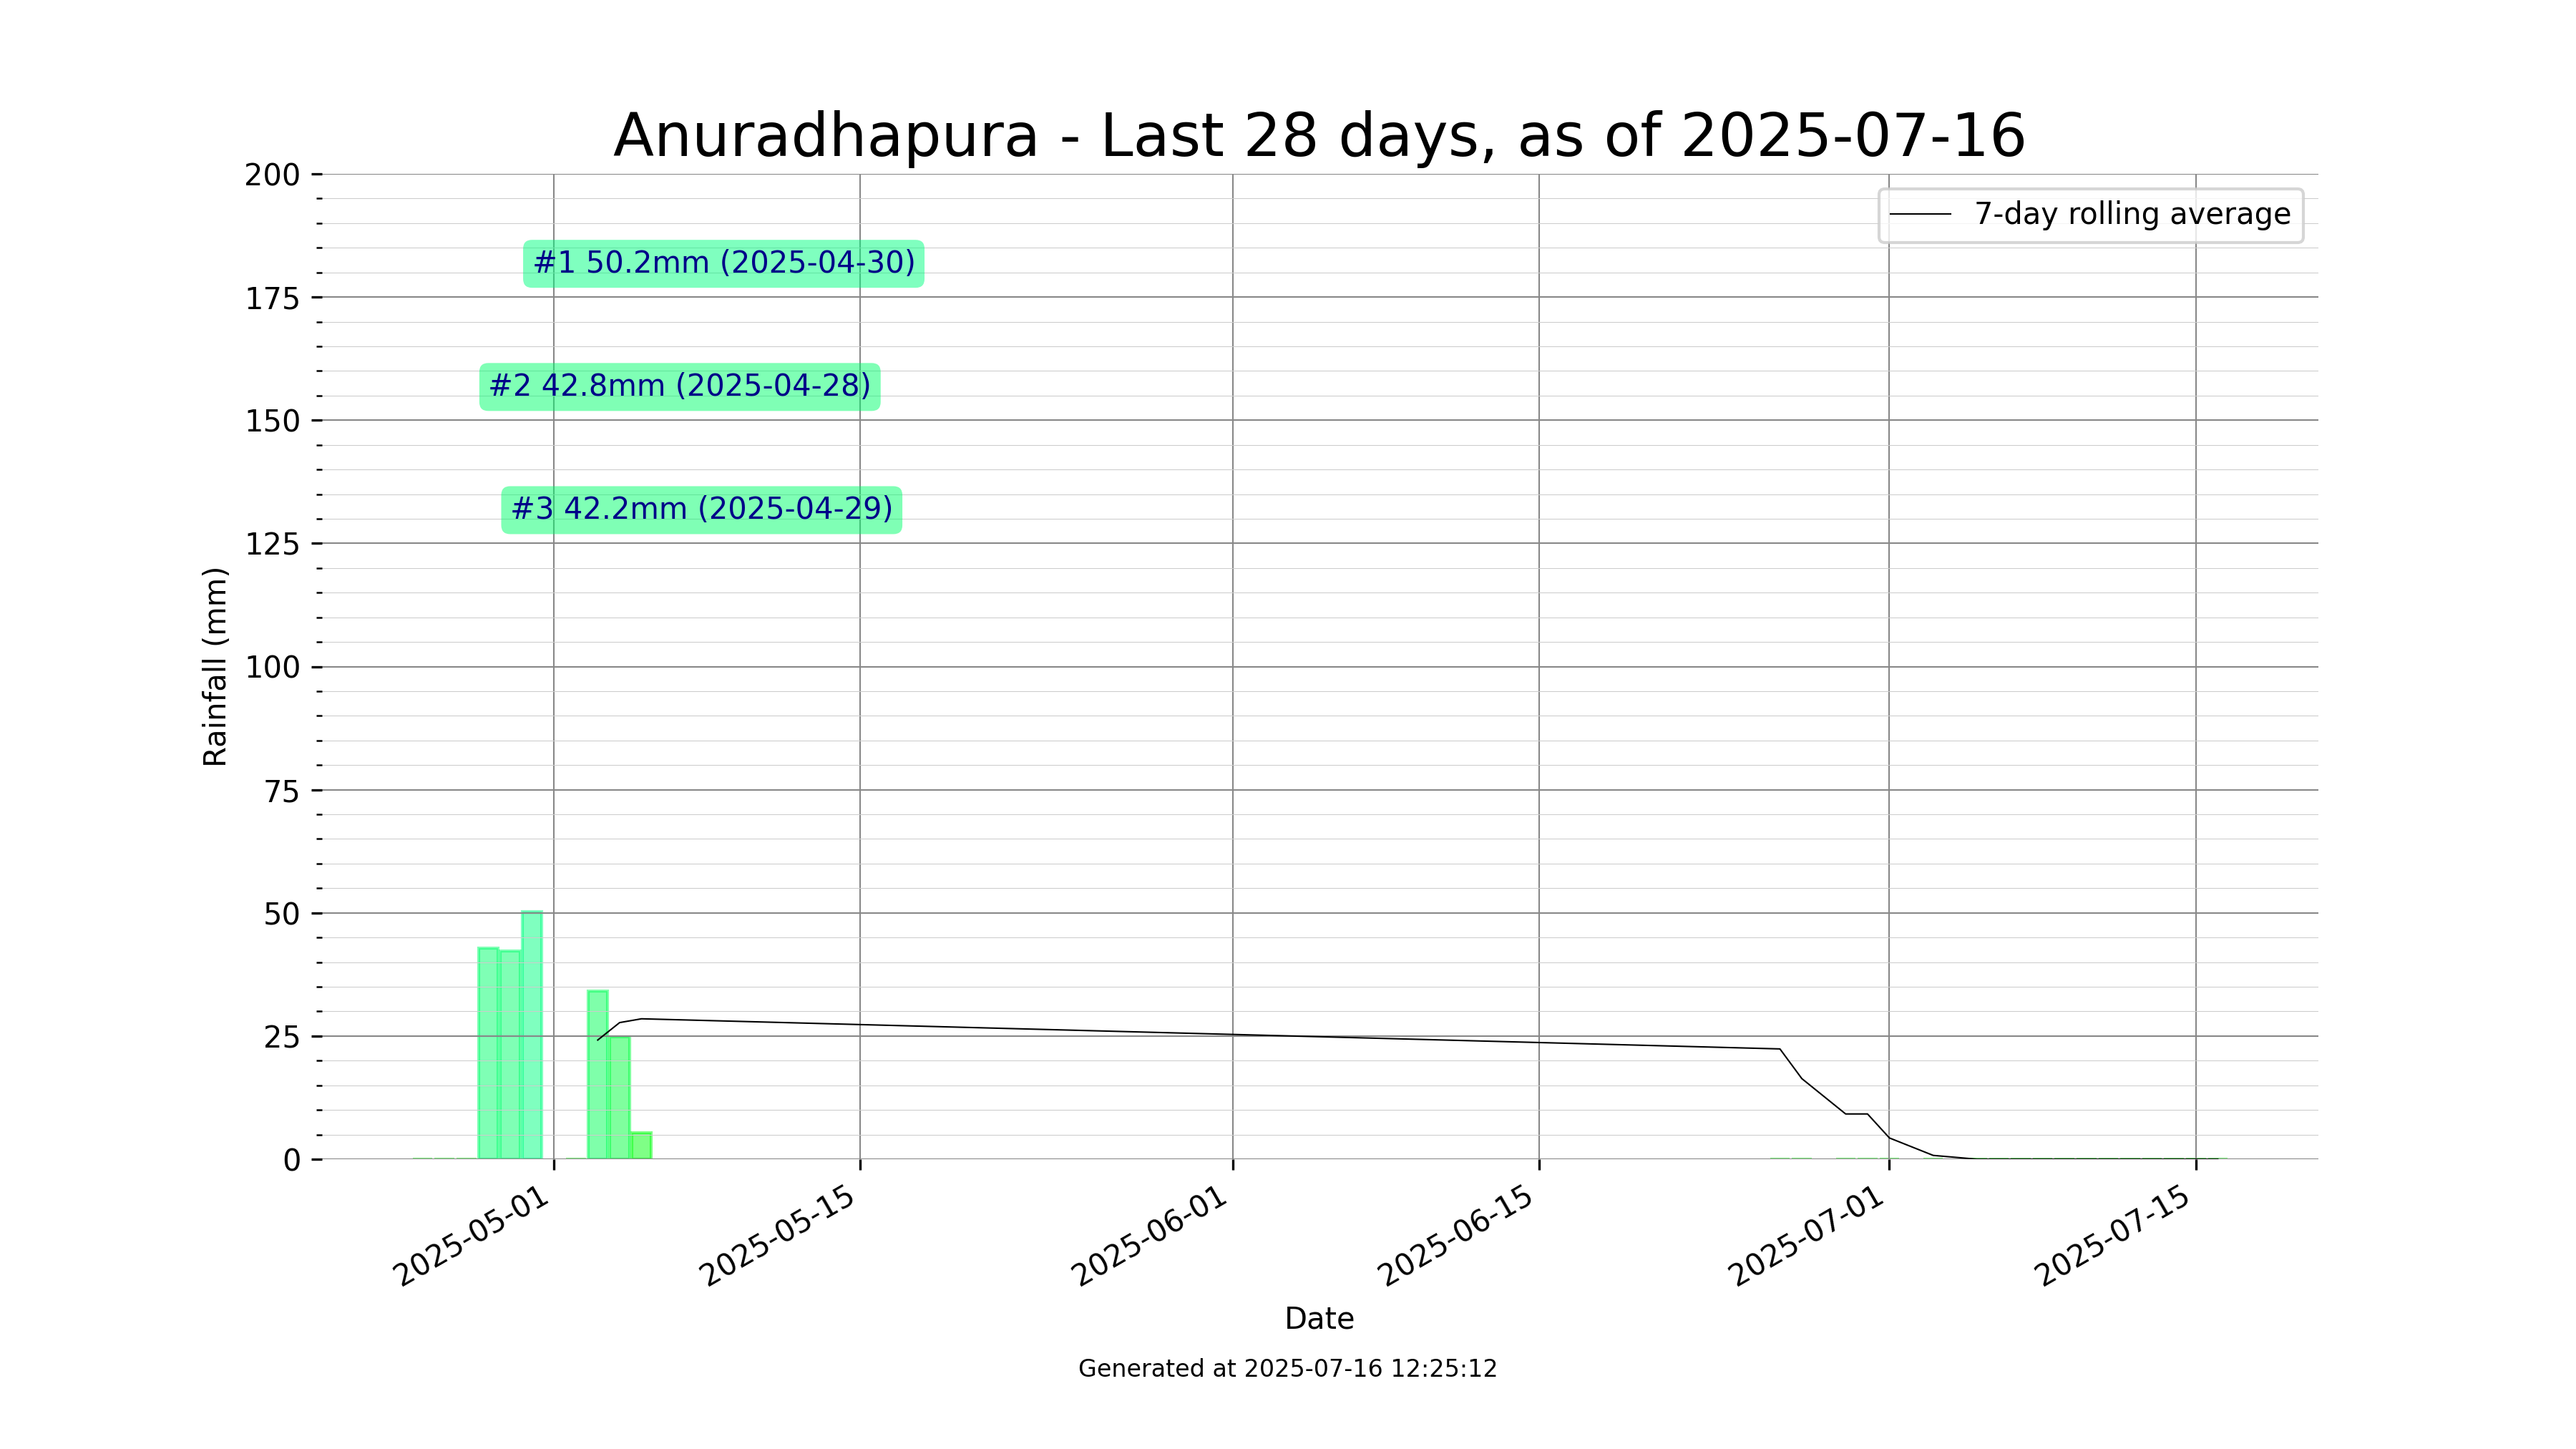 Anuradhapura - Last 28 days, as of 2025-07-16
200
175
150
125
100
75
50
25
0
Rainfall (mm)
7-day rolling average
#1 50.2mm (2025-04-30)
#2 42.8mm (2025-04-28)
#3 42.2mm (2025-04-29)
2025-05-01
2025-05-15
2025-06-01
2025-06-15
2025-07-01
2025-07-15
Date
Generated at 2025-07-16 12:25:12